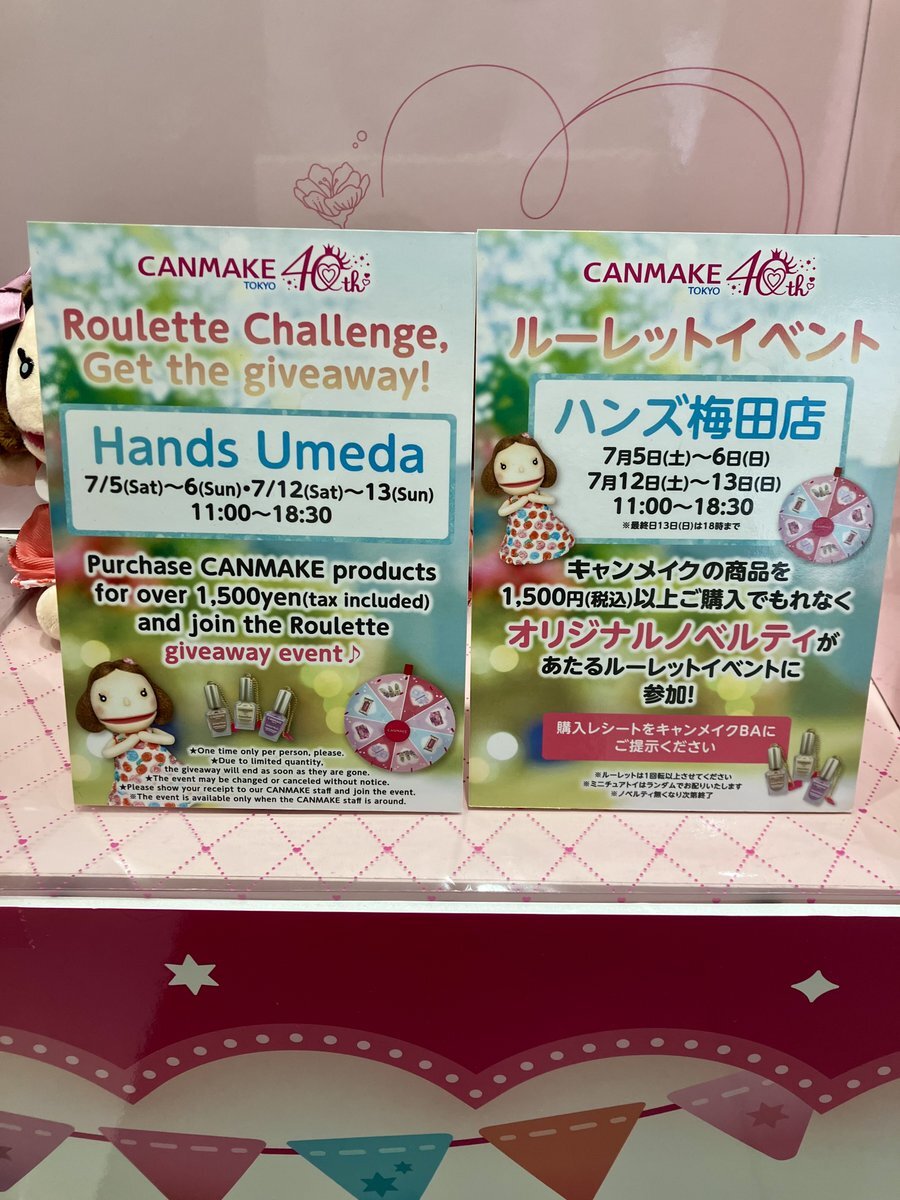 CANMAKE
TOKYO
40th
Roulette Challenge,
Get the giveaway!
Hands Umeda
7/5(Sat)～6(Sun)・7/12(Sat)～13(Sun)
11:00～18:30
Purchase CANMAKE products
for over 1,500yen(tax included)
and join the Roulette
giveaway event♪
CANMAKE
★One time only per person, please.
★Due to limited quantity,
the giveaway will end as soon as they are gone.
★The event may be changed or canceled without notice.
★Please show your receipt to our CANMAKE staff and join the event.
※The event is available only when the CANMAKE staff is around.
CANMAKE
TOKYO
40th
ルーレットイベント
ハンズ梅田店
7月5日(土)～6日(日)
7月12日(土)～13日(日)
11:00～18:30
※最終日13日(日)は18時まで
キャンメイクの商品を
1,500円(税込)以上ご購入でもれなく
オリジナルノベルティが
あたるルーレットイベントに
参加!
購入レシートをキャンメイクBAに
ご提示ください
※ルーレットは1回転以上させてください
※ミニチュアトイはランダムでお配りいたします
※ノベルティ無くなり次第終了